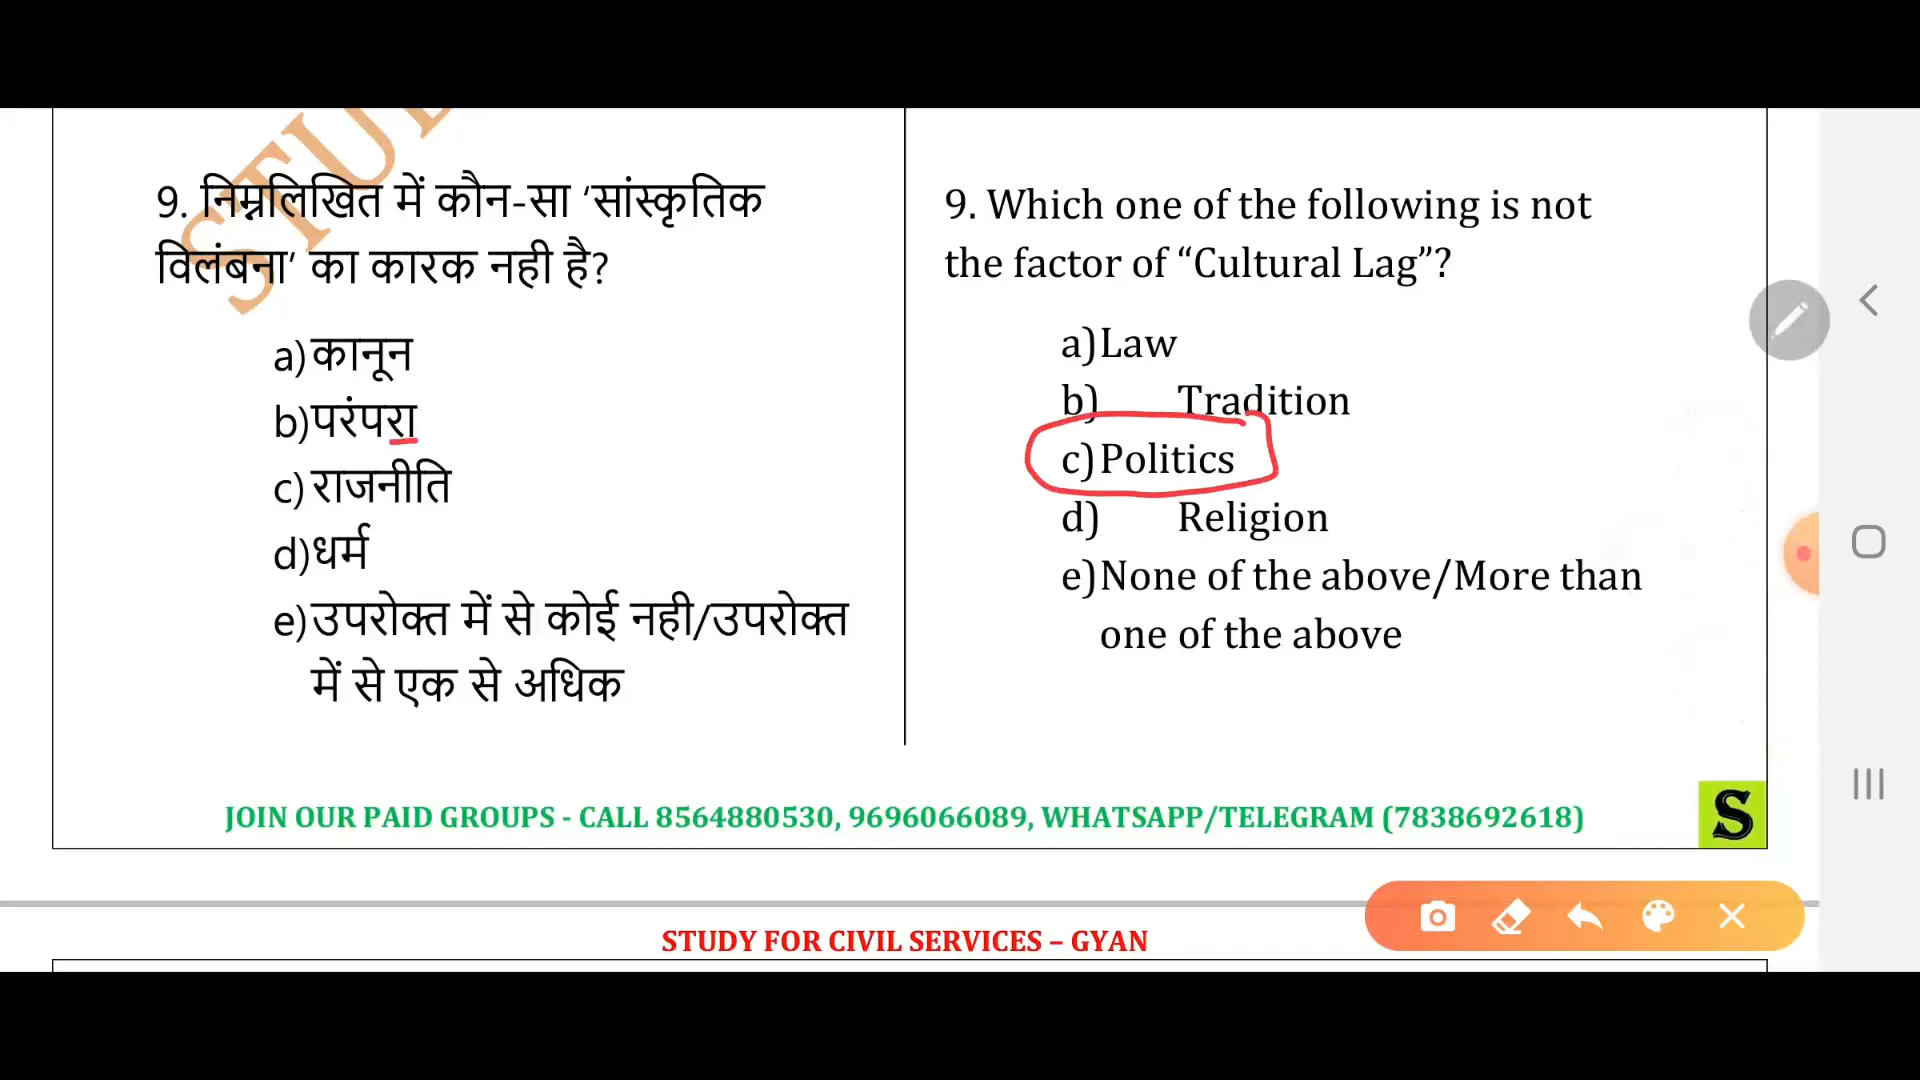 STU
9. निम्नलिखित में कौन-सा ‘सांस्कृतिक
विलंबना’ का कारक नही है?
a)कानून
b)परंपरा
c)राजनीति
d)धर्म
e)उपरोक्त में से कोई नही/उपरोक्त
में से एक से अधिक
9. Which one of the following is not
the factor of “Cultural Lag”?
a)Law
b) Tradition
c)Politics
d) Religion
e)None of the above/More than
one of the above
JOIN OUR PAID GROUPS - CALL 8564880530, 9696066089, WHATSAPP/TELEGRAM (7838692618)
S
STUDY FOR CIVIL SERVICES – GYAN